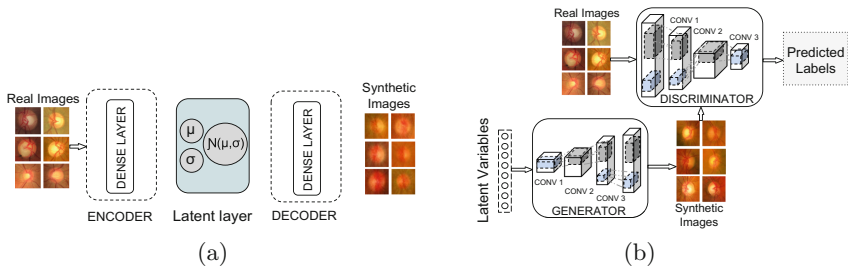 Real Images
DENSE LAYER
ENCODER
μ
σ
N(μ,σ)
Latent layer
DENSE LAYER
DECODER
Synthetic
Images
(a)
Real Images
CONV 1
CONV 2
CONV 3
DISCRIMINATOR
Predicted
Labels
Latent Variables
CONV 1
CONV 2
CONV 3
GENERATOR
Synthetic
Images
(b)